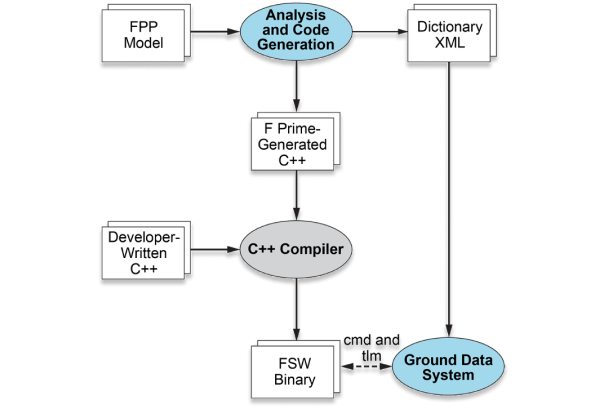 FPP
Model
Analysis
and Code
Generation
Dictionary
XML
F Prime-
Generated
C++
Developer-
Written
C++
C++ Compiler
FSW
Binary
cmd and
tlm
Ground Data
System